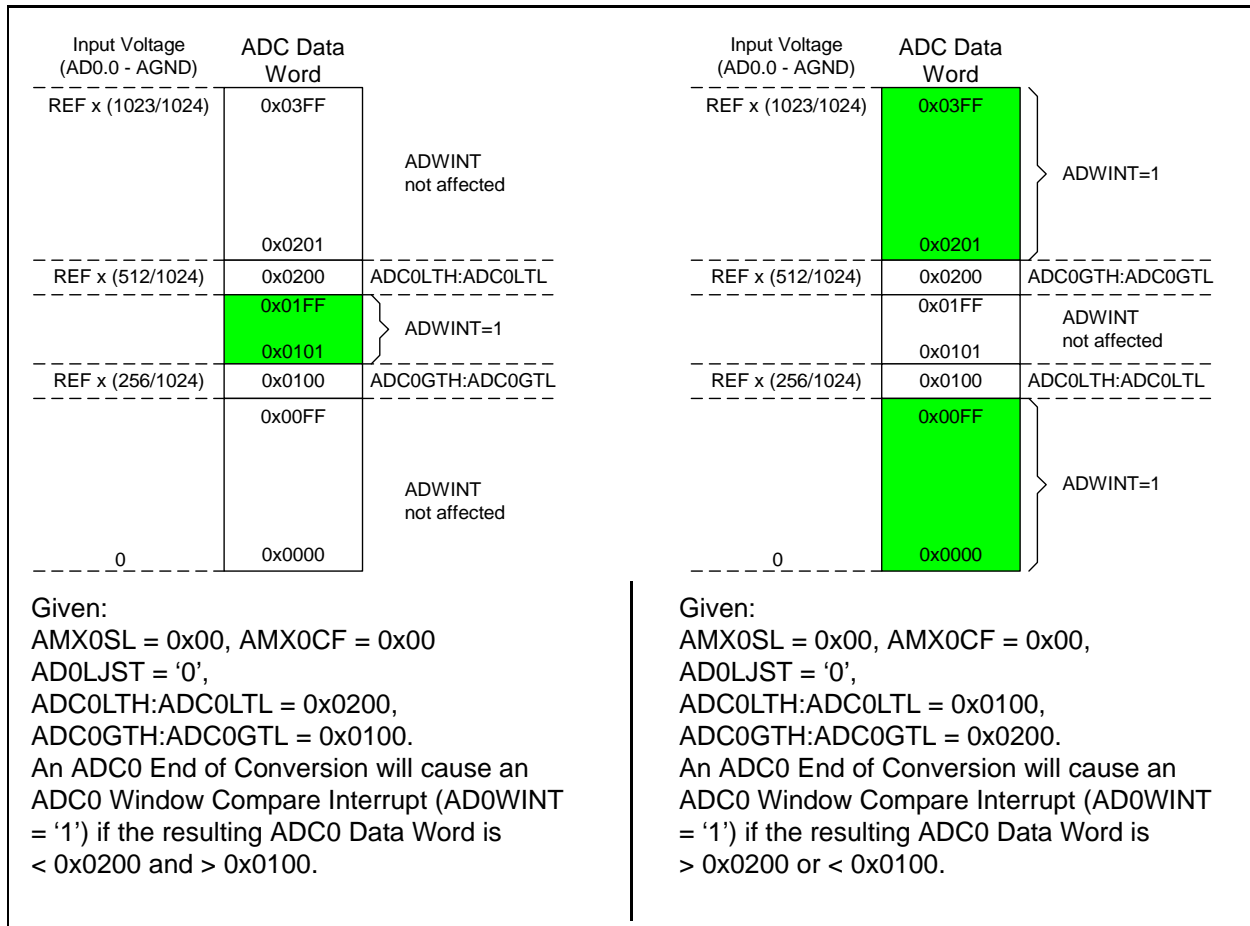 Input Voltage
(AD0.0 - AGND)
ADC Data
Word
REF x (1023/1024)
0x03FF
ADWINT
not affected
0x0201
REF x (512/1024)
0x0200
ADC0LTH:ADC0LTL
0x01FF
ADWINT=1
0x0101
REF x (256/1024)
0x0100
ADC0GTH:ADC0GTL
0x00FF
ADWINT
not affected
0
0x0000
Given:
AMX0SL = 0x00, AMX0CF = 0x00
AD0LJST = ‘0’,
ADC0LTH:ADC0LTL = 0x0200,
ADC0GTH:ADC0GTL = 0x0100.
An ADC0 End of Conversion will cause an
ADC0 Window Compare Interrupt (AD0WINT
= ‘1’) if the resulting ADC0 Data Word is
< 0x0200 and > 0x0100.
Input Voltage
(AD0.0 - AGND)
ADC Data
Word
REF x (1023/1024)
0x03FF
ADWINT=1
0x0201
REF x (512/1024)
0x0200
ADC0GTH:ADC0GTL
0x01FF
ADWINT
not affected
0x0101
REF x (256/1024)
0x0100
ADC0LTH:ADC0LTL
0x00FF
ADWINT=1
0
0x0000
Given:
AMX0SL = 0x00, AMX0CF = 0x00,
AD0LJST = ‘0’,
ADC0LTH:ADC0LTL = 0x0100,
ADC0GTH:ADC0GTL = 0x0200.
An ADC0 End of Conversion will cause an
ADC0 Window Compare Interrupt (AD0WINT
= ‘1’) if the resulting ADC0 Data Word is
> 0x0200 or < 0x0100.